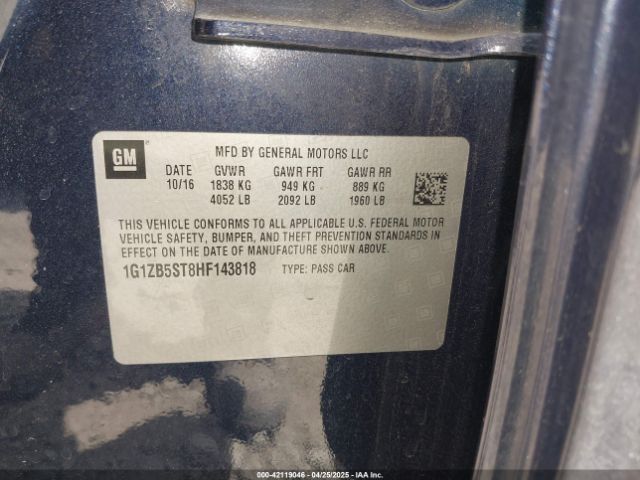 GM
MFD BY GENERAL MOTORS LLC
DATE GVWR GAWR FRT GAWR RR
10/16 1838 KG 949 KG 889 KG
4052 LB 2092 LB 1960 LB
THIS VEHICLE CONFORMS TO ALL APPLICABLE U.S. FEDERAL MOTOR
VEHICLE SAFETY, BUMPER, AND THEFT PREVENTION STANDARDS IN
EFFECT ON THE DATE OF MANUFACTURE SHOWN ABOVE.
1G1ZB5ST8HF143818 TYPE: PASS CAR
000-42119046 - 04/25/2025 - IAA Inc.